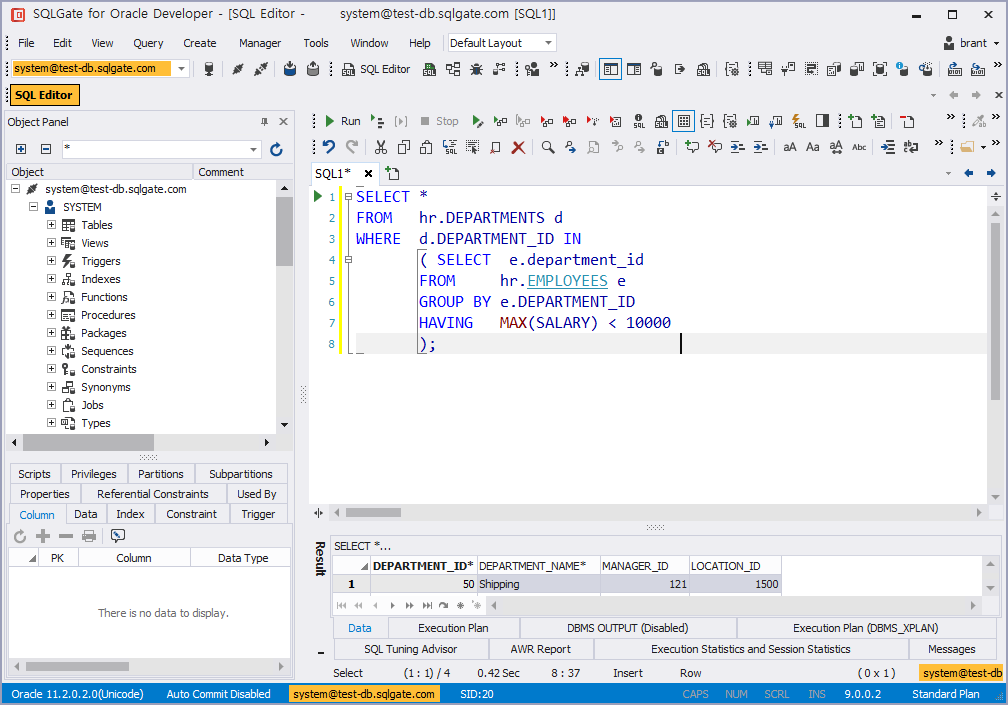 SQLGate for Oracle Developer - [SQL Editor - system@test-db.sqlgate.com [SQL1]]
File Edit View Query Create Manager Tools Window Help Default Layout brant
system@test-db.sqlgate.com SQL Editor
SQL Editor
Object Panel Run Stop
*
Object Comment SQL1*
system@test-db.sqlgate.com
SYSTEM
Tables
Views
Triggers
Indexes
Functions
Procedures
Packages
Sequences
Constraints
Synonyms
Jobs
Types
1 SELECT *
2 FROM hr.DEPARTMENTS d
3 WHERE d.DEPARTMENT_ID IN
4 ( SELECT e.department_id
5 FROM hr.EMPLOYEES e
6 GROUP BY e.DEPARTMENT_ID
7 HAVING MAX(SALARY) < 10000
8 );
Scripts Privileges Partitions Subpartitions
Properties Referential Constraints Used By
Column Data Index Constraint Trigger
PK Column Data Type
There is no data to display.
Result
SELECT *...
DEPARTMENT_ID* DEPARTMENT_NAME* MANAGER_ID LOCATION_ID
1 50 Shipping 121 1500
Data Execution Plan DBMS OUTPUT (Disabled) Execution Plan (DBMS_XPLAN)
SQL Tuning Advisor AWR Report Execution Statistics and Session Statistics Messages
Select (1 : 1) / 4 0.42 Sec 8 : 37 Insert Row (0 x 1) system@test-db
Oracle 11.2.0.2.0(Unicode) Auto Commit Disabled system@test-db.sqlgate.com SID:20 CAPS NUM SCRL INS 9.0.0.2 Standard Plan